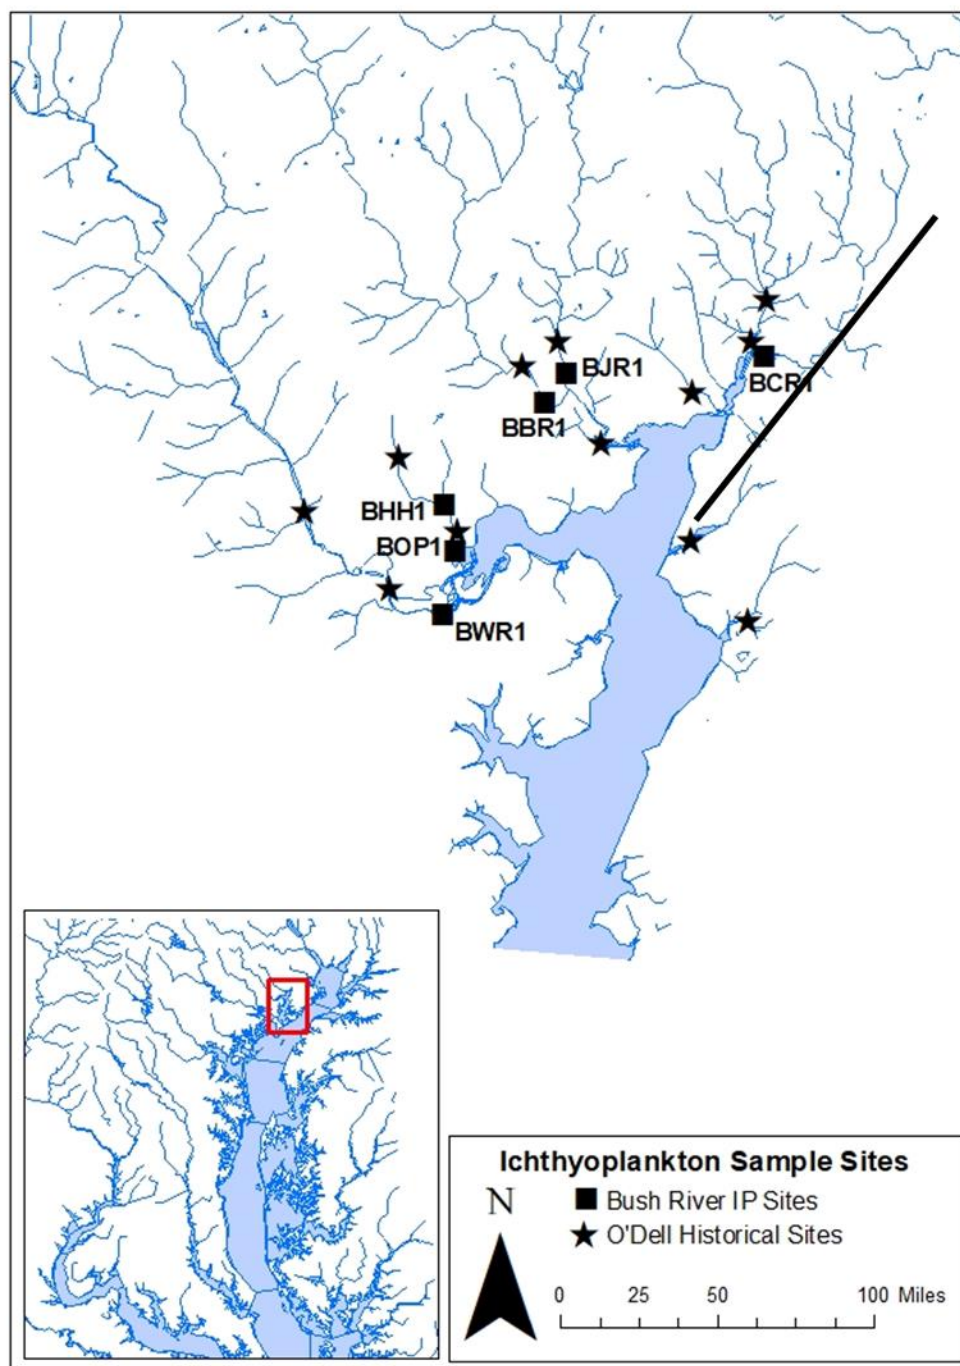 BJR1
BCR1
BBR1
BHH1
BOP1
BWR1
Ichthyoplankton Sample Sites
N
Bush River IP Sites
O'Dell Historical Sites
0 25 50 100 Miles